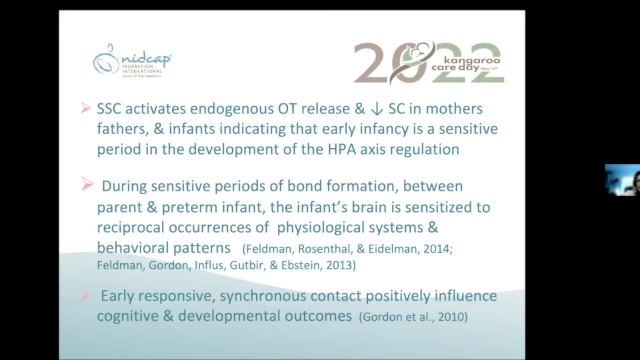 nidcap
FEDERATION
INTERNATIONAL
2022
kangaroo
care day
SSC activates endogenous OT release & ↓ SC in mothers
fathers, & infants indicating that early infancy is a sensitive
period in the development of the HPA axis regulation
During sensitive periods of bond formation, between
parent & preterm infant, the infant's brain is sensitized to
reciprocal occurrences of physiological systems &
behavioral patterns (Feldman, Rosenthal, & Eidelman, 2014;
Feldman, Gordon, Influs, Gutbir, & Ebstein, 2013)
Early responsive, synchronous contact positively influence
cognitive & developmental outcomes (Gordon et al., 2010)